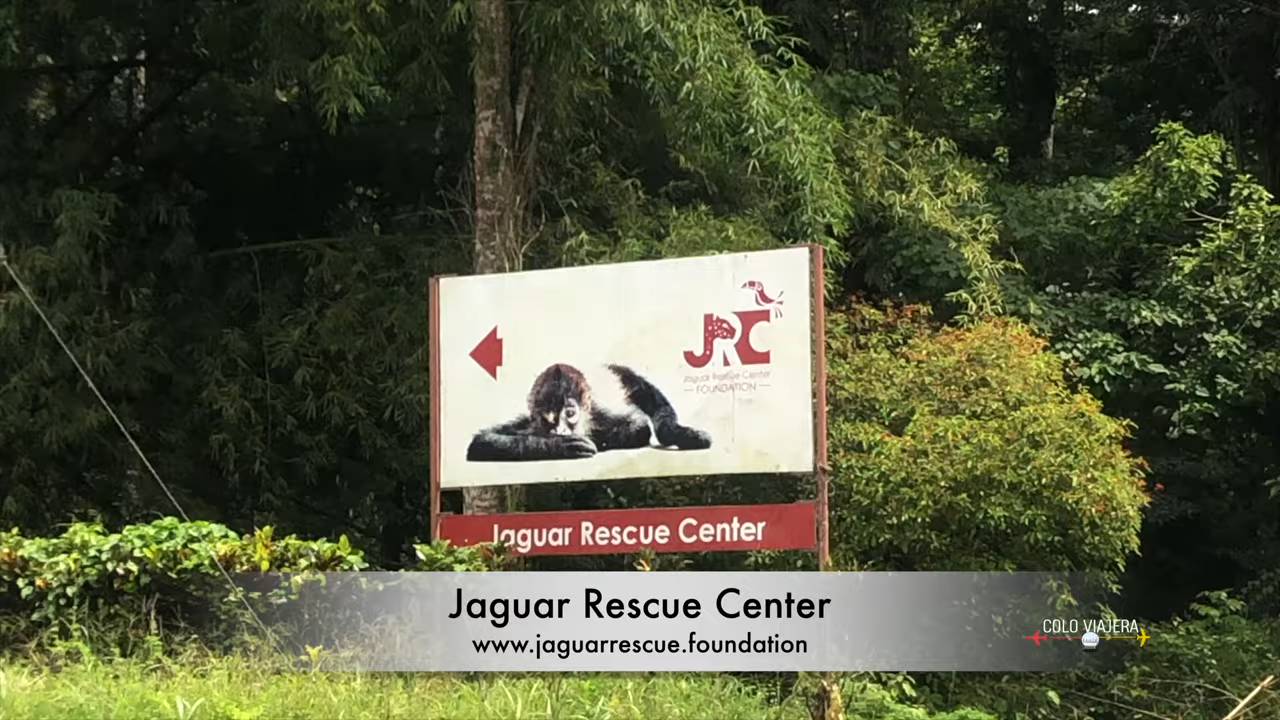 JRC
Jaguar Rescue Center
— FOUNDATION —
Jaguar Rescue Center
Jaguar Rescue Center
www.jaguarrescue.foundation
COLO VIAJERA